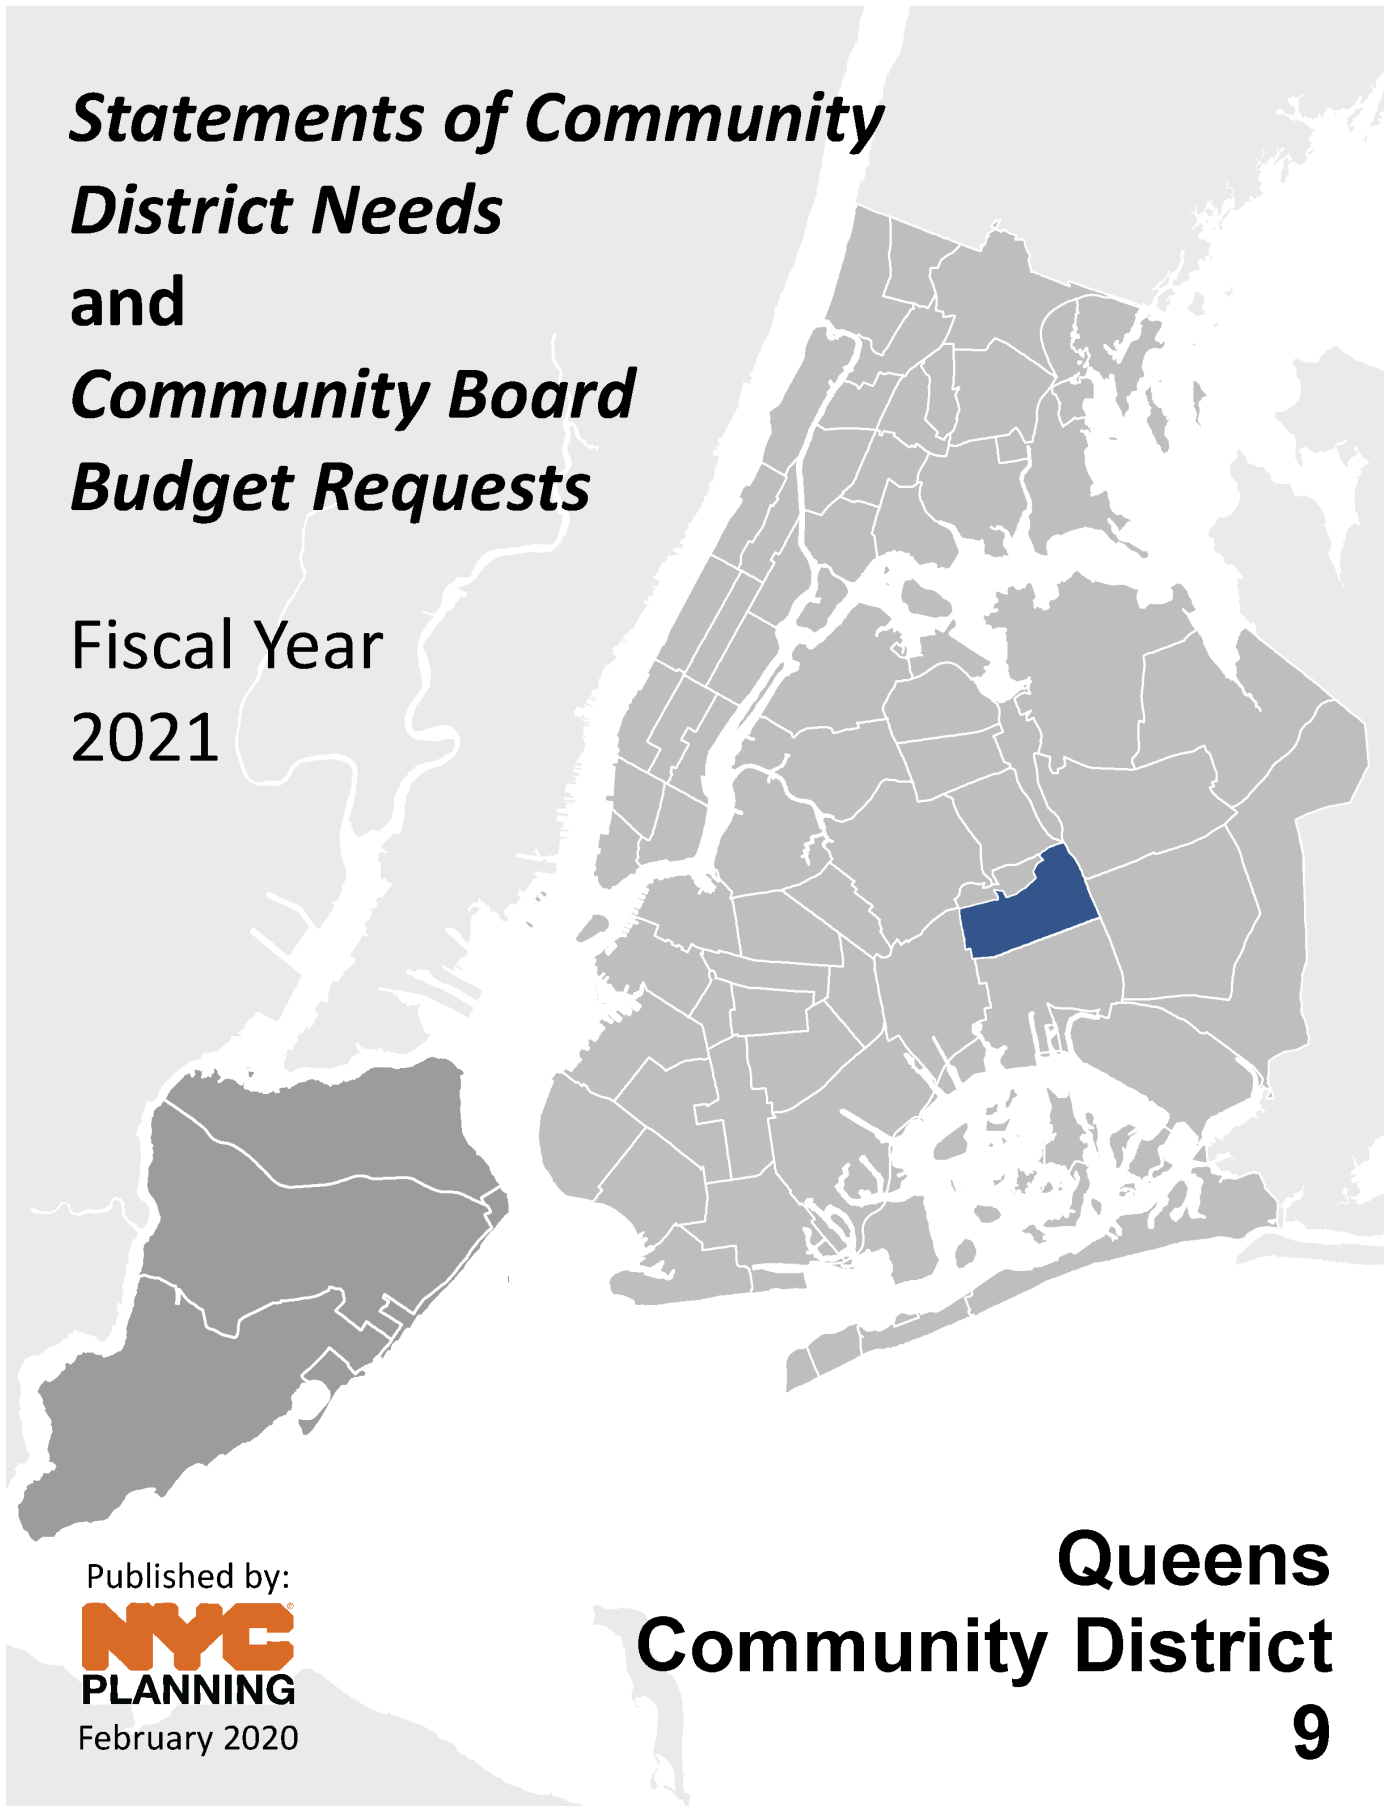 Statements of Community
District Needs
and
Community Board
Budget Requests
Fiscal Year
2021
Published by:
NYC®
PLANNING
February 2020
Queens
Community District
9